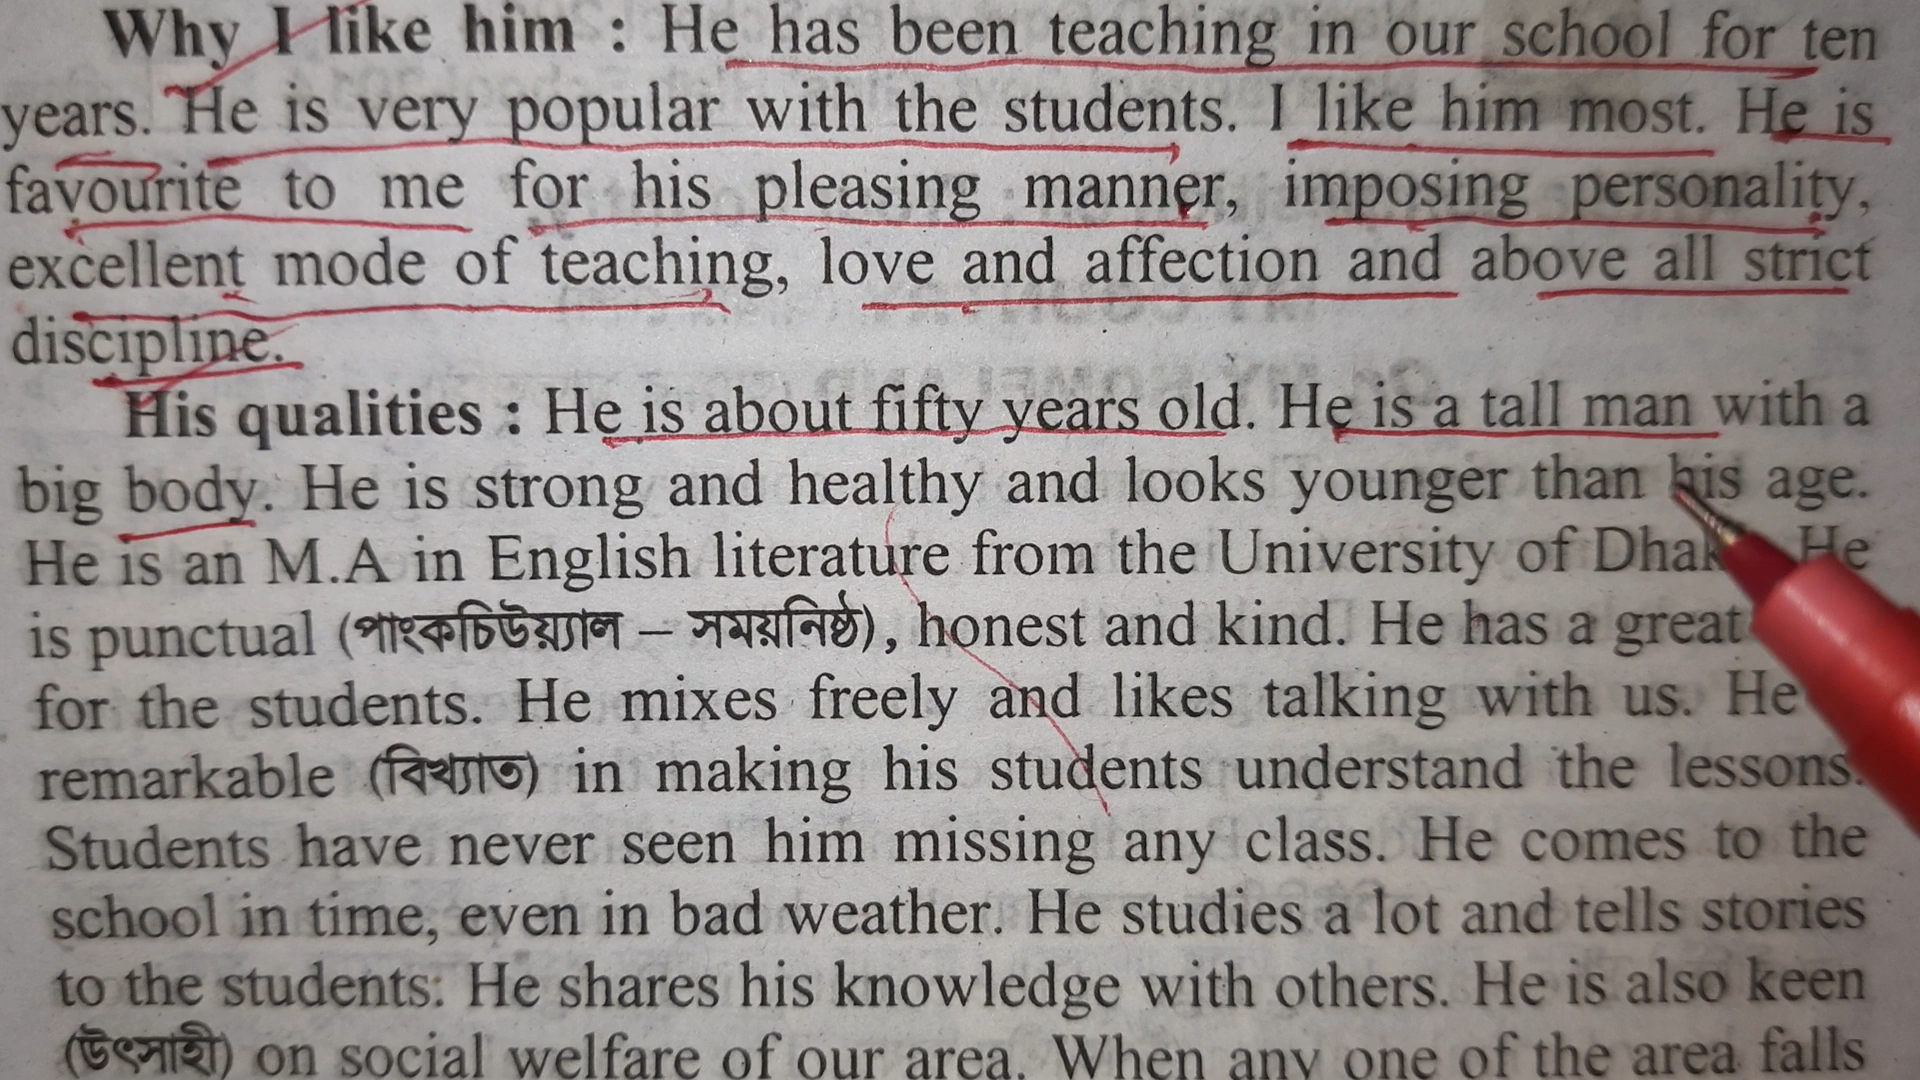 Why I like him : He has been teaching in our school for ten
years. He is very popular with the students. I like him most. He is
favourite to me for his pleasing manner, imposing personality,
excellent mode of teaching, love and affection and above all strict
discipline.
His qualities : He is about fifty years old. He is a tall man with a
big body. He is strong and healthy and looks younger than his age.
He is an M.A in English literature from the University of He
is punctual (পাংকচিউয়্যাল – সময়নিষ্ঠ), honest and kind. He has a great
for the students. He mixes freely and likes talking with us. He
remarkable (বিখ্যাত) in making his students understand the lessons.
Students have never seen him missing any class. He comes to the
school in time, even in bad weather. He studies a lot and tells stories
to the students: He shares his knowledge with others. He is also keen
(উৎসাহী) on social welfare of our area. When any one of the area falls